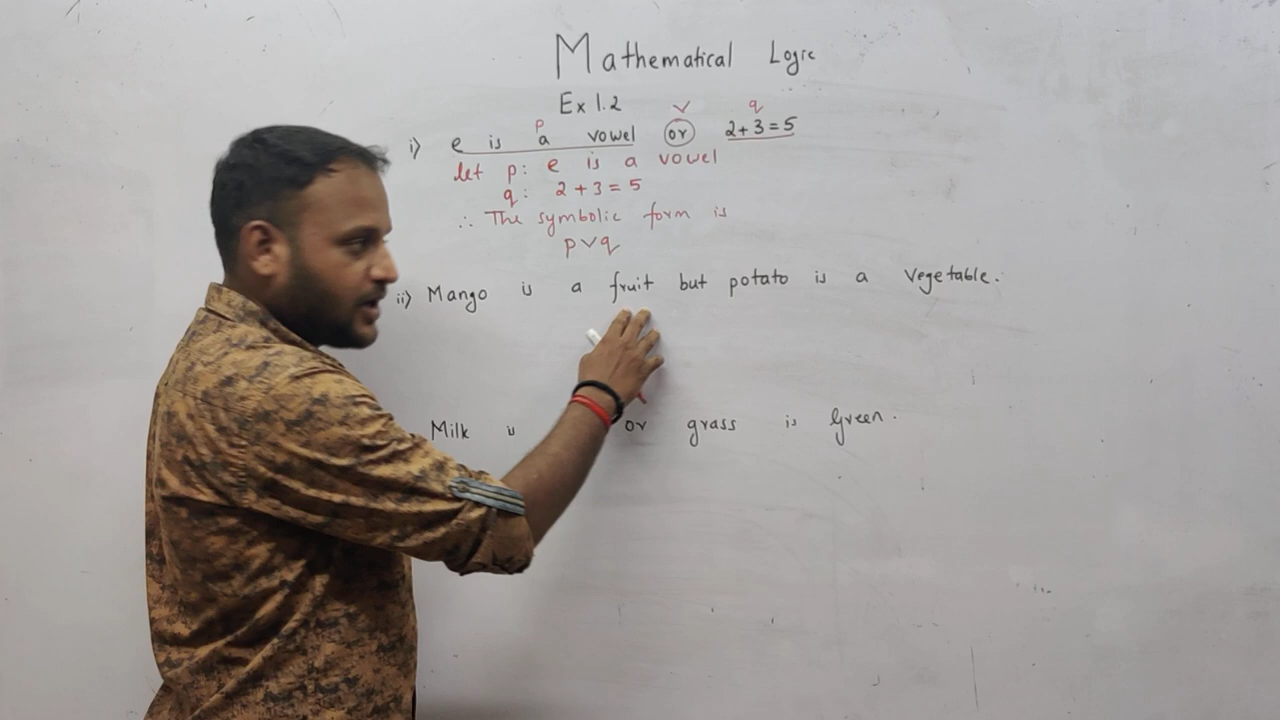 Mathematical Logic
Ex 1.2
p v q
i) e is a vowel or 2+3=5
let p: e is a vowel
q: 2+3=5
∴ The symbolic form is
p∨q
ii) Mango is a fruit but potato is a vegetable.
Milk is or grass is Green.